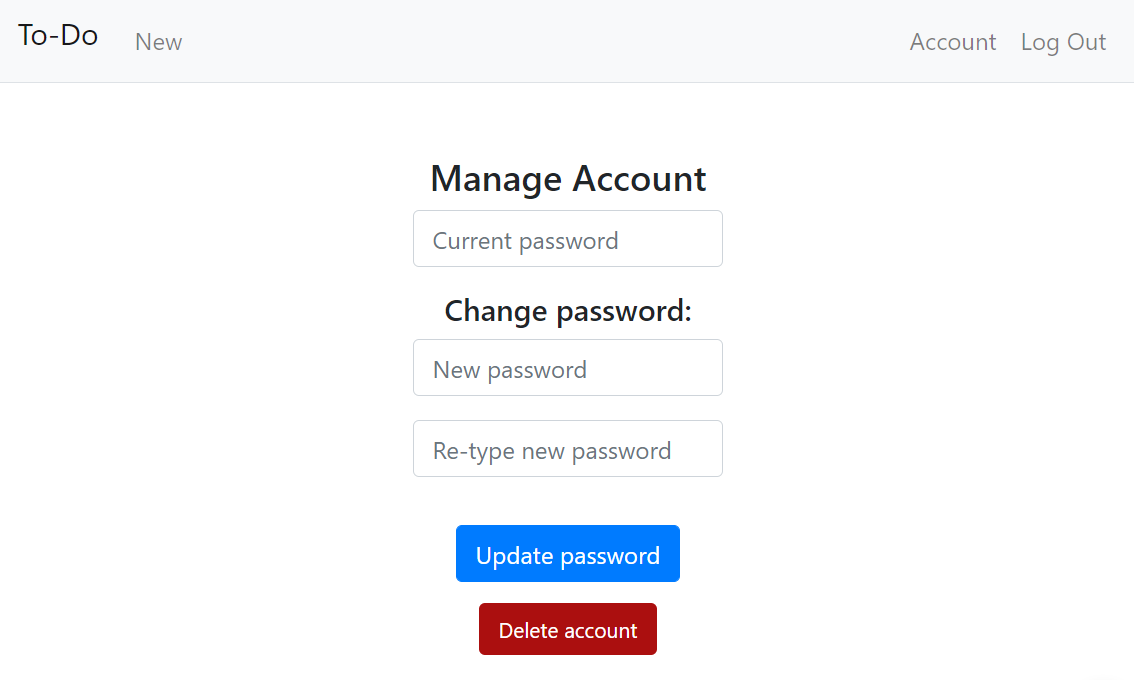 To-Do New Account Log Out
Manage Account
Current password
Change password:
New password
Re-type new password
Update password
Delete account